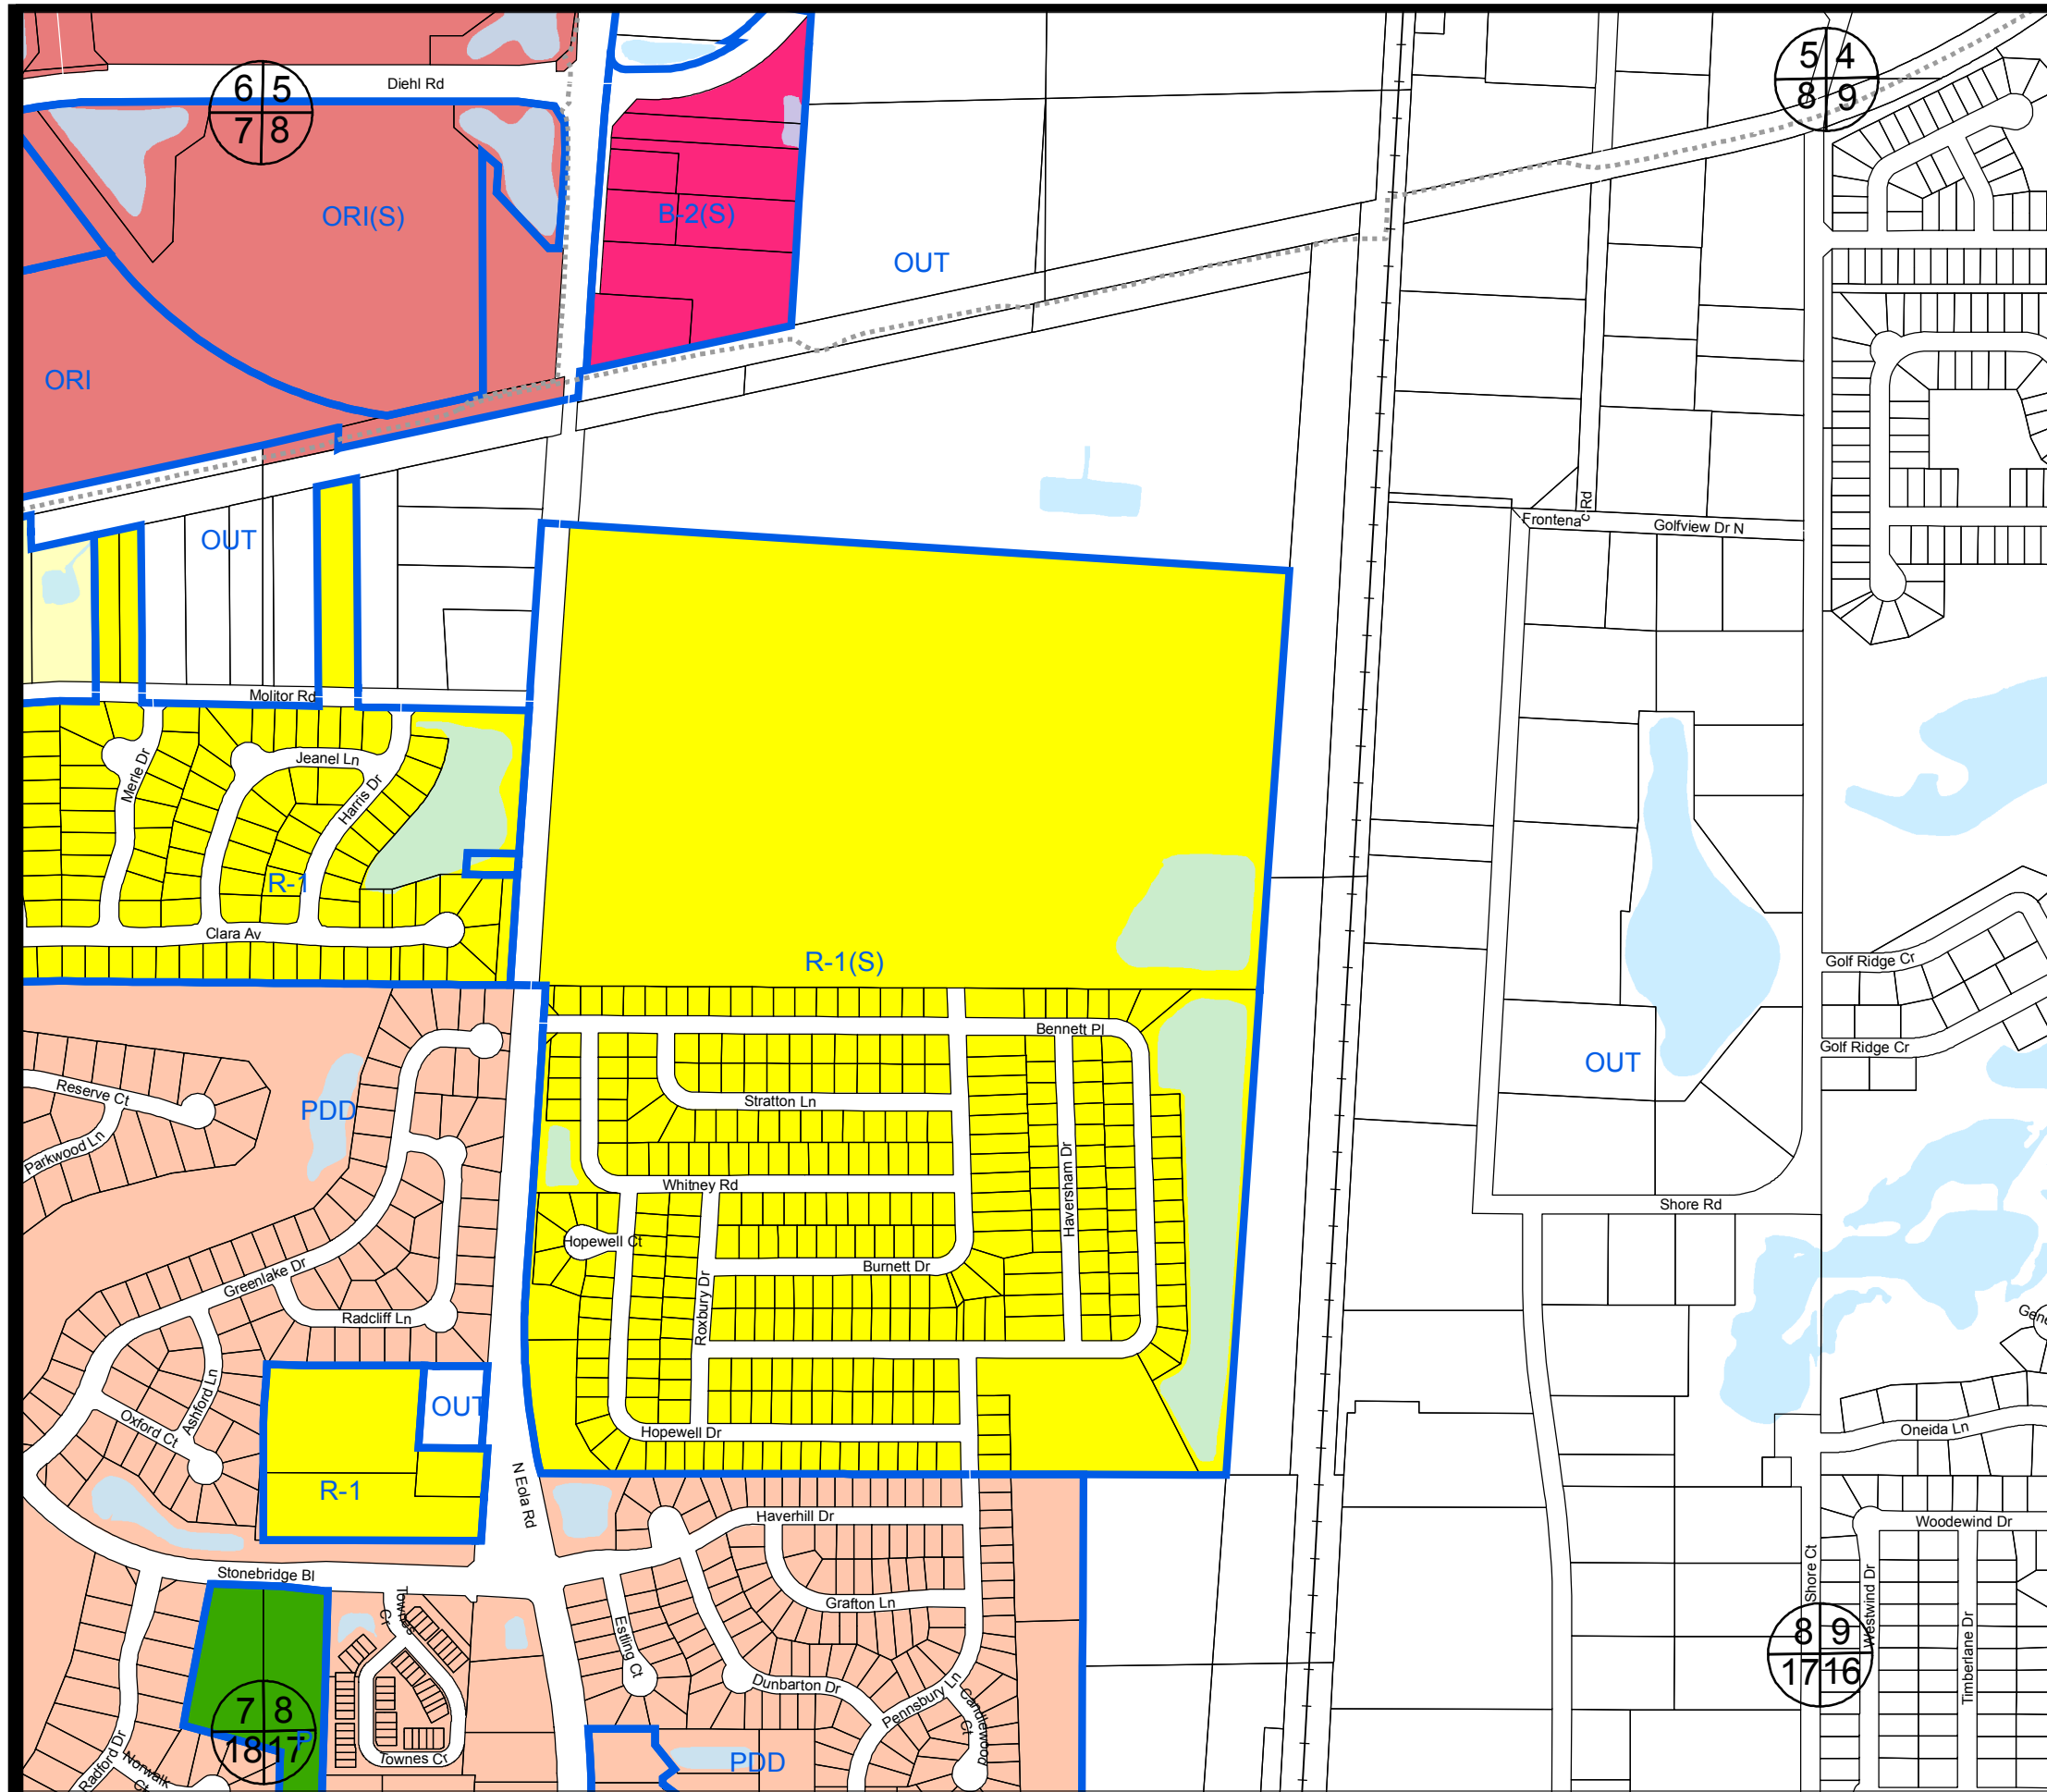 6 5
7 8
Diehl Rd
5 4
8 9
ORI(S)
B-2(S)
OUT
ORI
Frontenac Rd
Golfview Dr N
OUT
Molitor Rd
Merle Dr
Jeanel Ln
Harris Dr
R-1
Clara Av
R-1(S)
Golf Ridge Cr
Bennett Pl
Golf Ridge Cr
OUT
Reserve Ct
PDD
Stratton Ln
Parkwood Ln
Haversham Dr
Whitney Rd
Shore Rd
Hopewell Ct
Greenlake Dr
Burnett Dr
Roxbury Dr
Radcliff Ln
Gene
Ashford Ln
OUT
Oxford Ct
Hopewell Dr
Oneida Ln
R-1
N Eola Rd
Haverhill Dr
Woodewind Dr
Stonebridge Bl
Shore Ct
Westwind Dr
Townes Cr
Grafton Ln
Estling Ct
8 9
17 16
Timberlane Dr
Dunbarton Dr
Pennsbury Ln
Candlewood Ct
7 8
18 17
P
Radford Dr
Norwalk Ct
Townes Cr
PDD